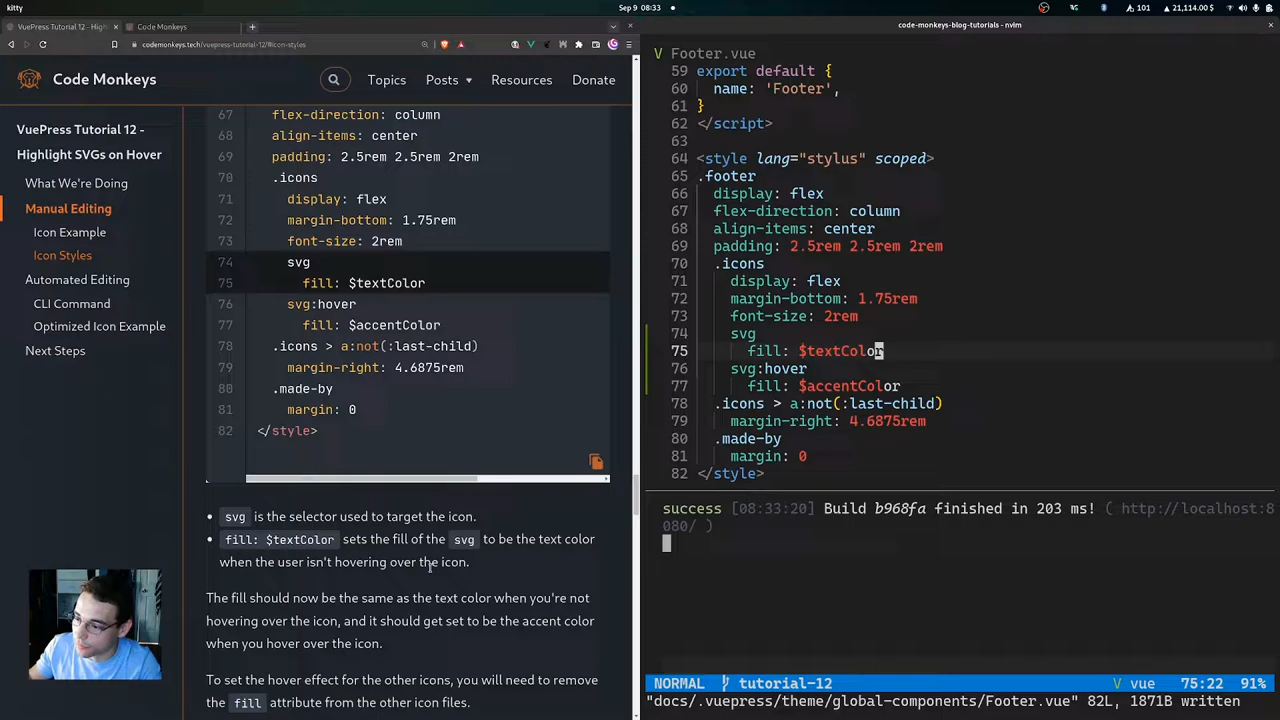 kitty
Sep 9 08:33
101
21,114.00 $
VuePress Tutorial 12 - High
Code Monkeys
codemonkeys.tech/vuepress-tutorial-12/#icon-styles
Code Monkeys
Topics
Posts
Resources
Donate
VuePress Tutorial 12 -
Highlight SVGs on Hover
What We're Doing
Manual Editing
Icon Example
Icon Styles
Automated Editing
CLI Command
Optimized Icon Example
Next Steps
67 flex-direction: column
68 align-items: center
69 padding: 2.5rem 2.5rem 2rem
70 .icons
71 display: flex
72 margin-bottom: 1.75rem
73 font-size: 2rem
74 svg
75 fill: $textColor
76 svg:hover
77 fill: $accentColor
78 .icons > a:not(:last-child)
79 margin-right: 4.6875rem
80 .made-by
81 margin: 0
82 </style>
• svg is the selector used to target the icon.
• fill: $textColor sets the fill of the svg to be the text color
when the user isn't hovering over the icon.
The fill should now be the same as the text color when you're not
hovering over the icon, and it should get set to be the accent color
when you hover over the icon.
To set the hover effect for the other icons, you will need to remove
the fill attribute from the other icon files.
code-monkeys-blog-tutorials – nvim
V Footer.vue
59 export default {
60 name: 'Footer',
61 }
62 </script>
63
64 <style lang="stylus" scoped>
65 .footer
66 display: flex
67 flex-direction: column
68 align-items: center
69 padding: 2.5rem 2.5rem 2rem
70 .icons
71 display: flex
72 margin-bottom: 1.75rem
73 font-size: 2rem
74 svg
75 fill: $textColor
76 svg:hover
77 fill: $accentColor
78 .icons > a:not(:last-child)
79 margin-right: 4.6875rem
80 .made-by
81 margin: 0
82 </style>
success [08:33:20] Build b968fa finished in 203 ms! ( http://localhost:8
080/ )
NORMAL tutorial-12 V vue 75:22 91%
"docs/.vuepress/theme/global-components/Footer.vue" 82L, 1871B written